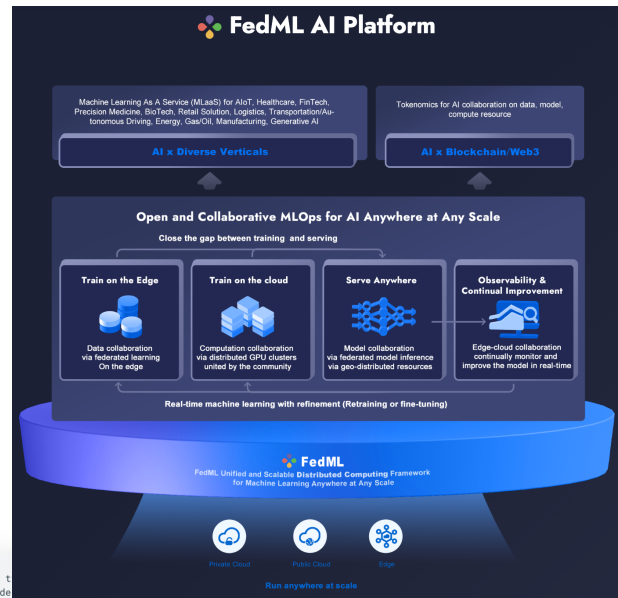 FedML AI Platform
Machine Learning As A Service (MLaaS) for AIoT, Healthcare, FinTech,
Precision Medicine, BioTech, Retail Solution, Logistics, Transportation/Au-
tonomous Driving, Energy, Gas/Oil, Manufacturing, Generative AI
AI x Diverse Verticals
Tokenomics for AI collaboration on data, model,
compute resource
AI x Blockchain/Web3
Open and Collaborative MLOps for AI Anywhere at Any Scale
Close the gap between training and serving
Train on the Edge
Data collaboration
via federated learning
On the edge
Train on the cloud
Computation collaboration
via distributed GPU clusters
united by the community
Serve Anywhere
Model collaboration
via federated model inference
via geo-distributed resources
Observability &
Continual Improvement
Edge-cloud collaboration
continually monitor and
improve the model in real-time
Real-time machine learning with refinement (Retraining or fine-tuning)
FedML
FedML Unified and Scalable Distributed Computing Framework
for Machine Learning Anywhere at Any Scale
Private Cloud
Public Cloud
Edge
Run anywhere at scale
t
de